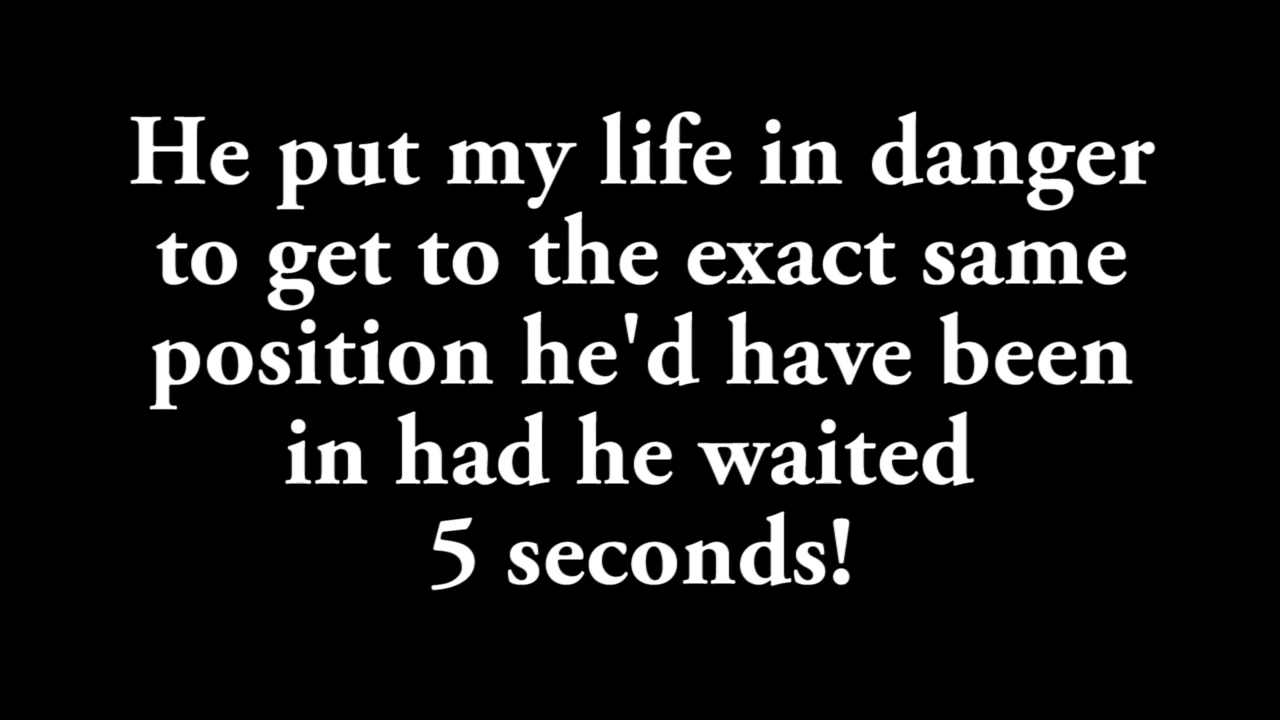 He put my life in danger
to get to the exact same
position he'd have been
in had he waited
5 seconds!